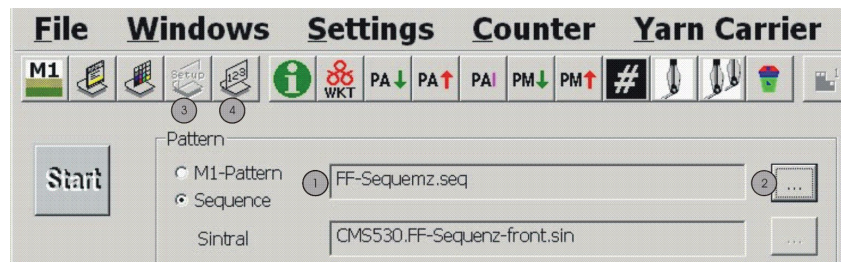 File Windows Settings Counter Yarn Carrier
M1 Setup 123 i WKT PA PA PAI PM PM #
3 4
Pattern
Start
M1-Pattern
1 FF-Sequemz.seq 2 ...
Sequence
Sintral CMS530.FF-Sequenz-front.sin ...